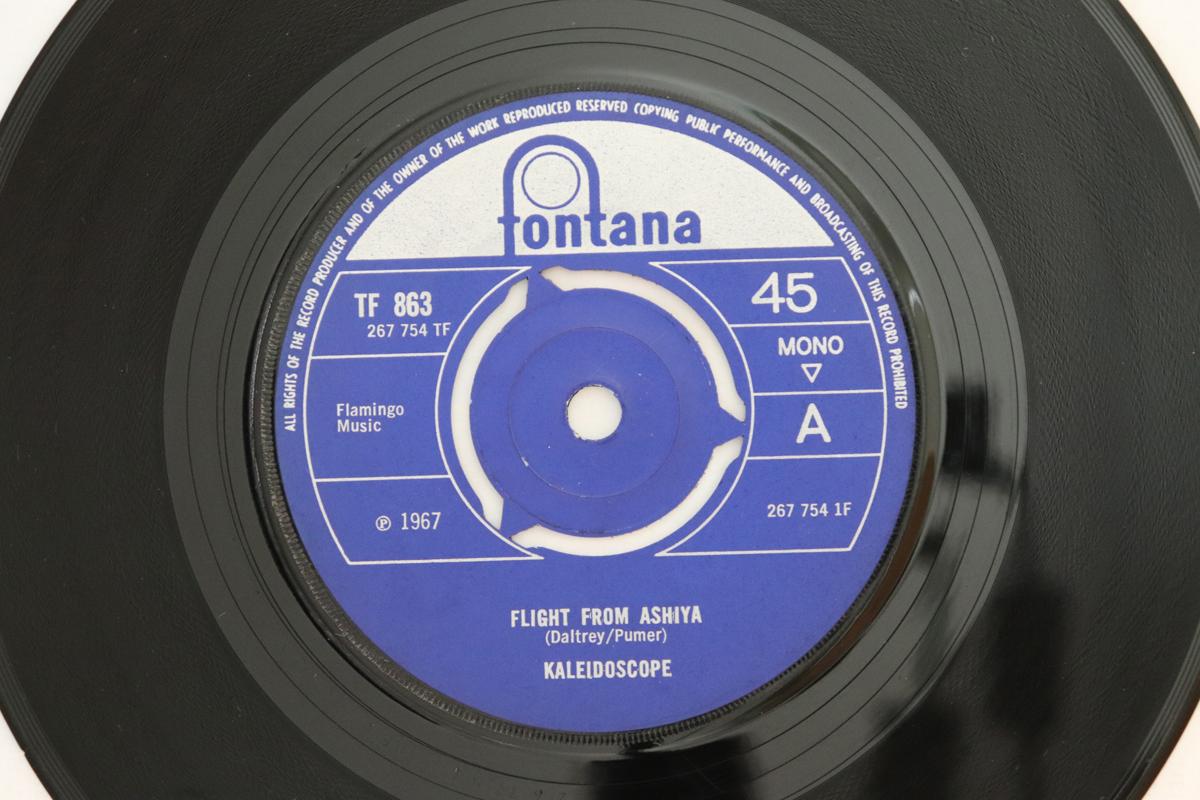 ALL RIGHTS OF THE RECORD PRODUCER AND OF THE OWNER OF THE WORK REPRODUCED RESERVED COPYING PUBLIC PERFORMANCE AND BROADCASTING OF THIS RECORD PROHIBITED
fontana
TF 863
267 754 TF
Flamingo
Music
℗ 1967
45
MONO
A
267 754 1F
FLIGHT FROM ASHIYA
(Daltrey/Pumer)
KALEIDOSCOPE